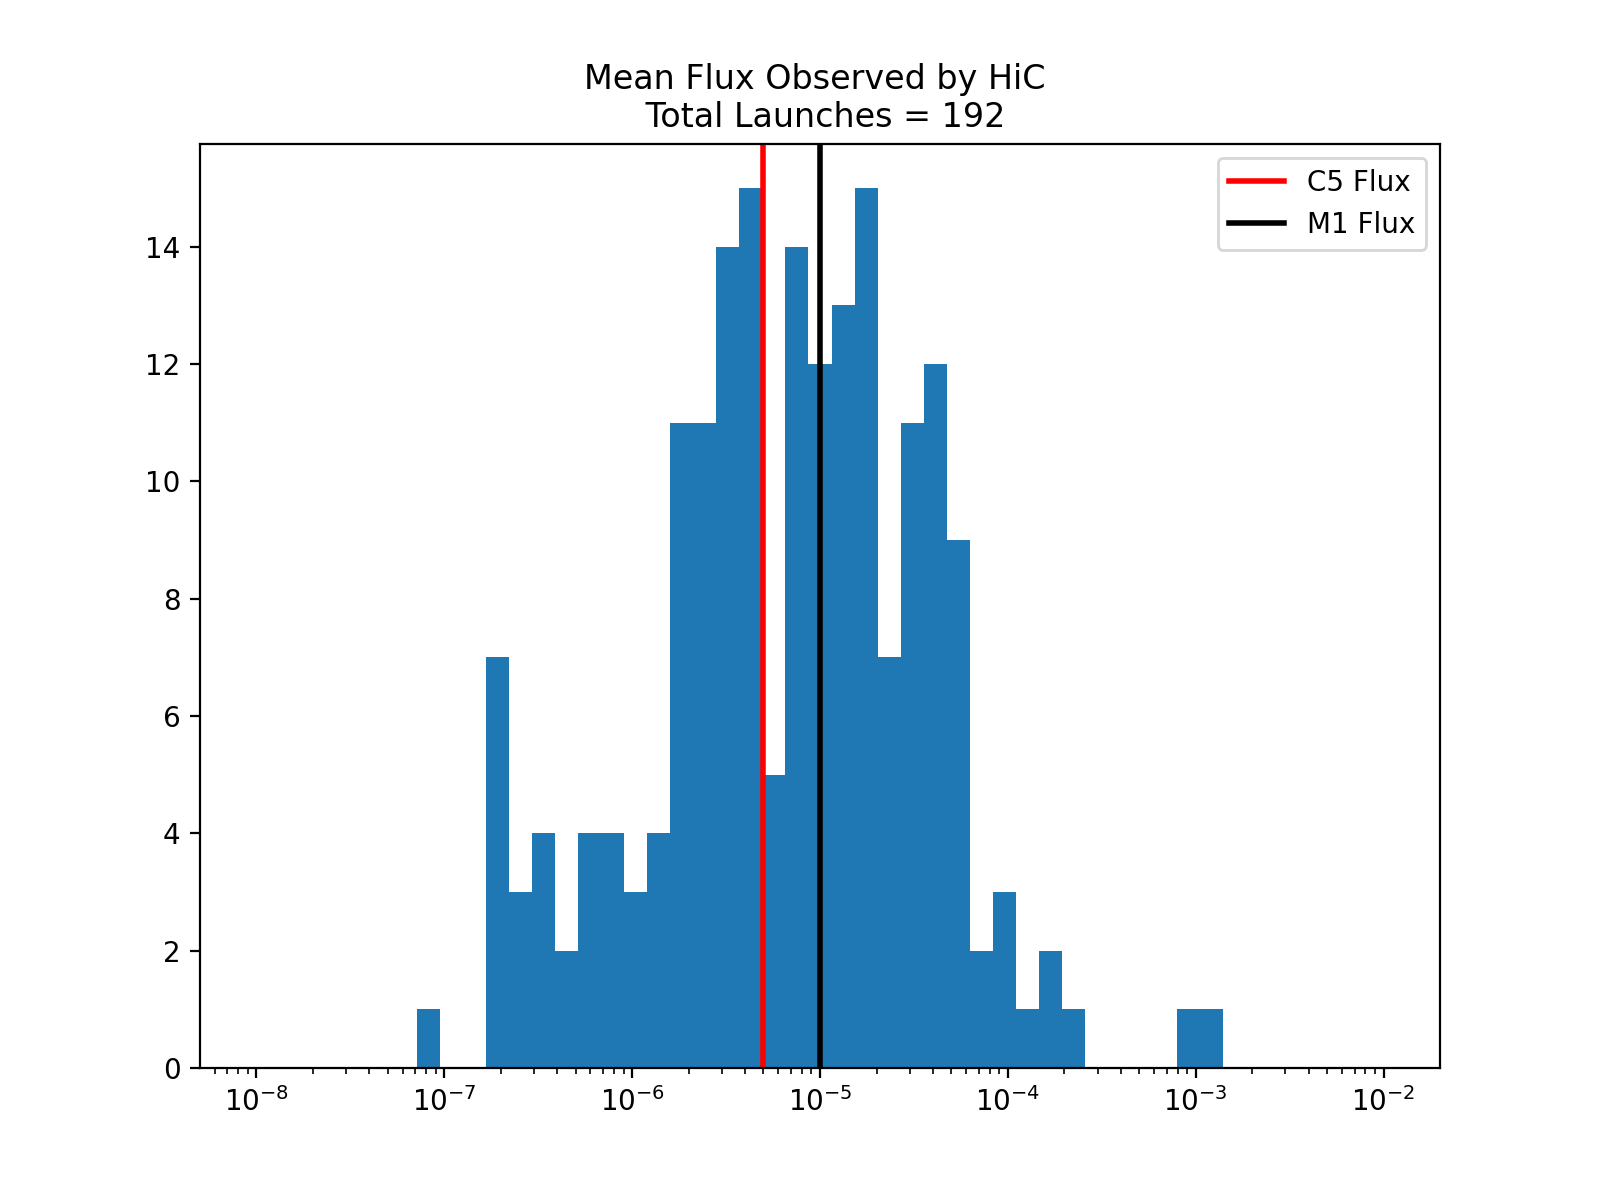 Mean Flux Observed by HiC
Total Launches = 192
C5 Flux
M1 Flux
14
12
10
8
6
4
2
0
10⁻⁸ 10⁻⁷ 10⁻⁶ 10⁻⁵ 10⁻⁴ 10⁻³ 10⁻²